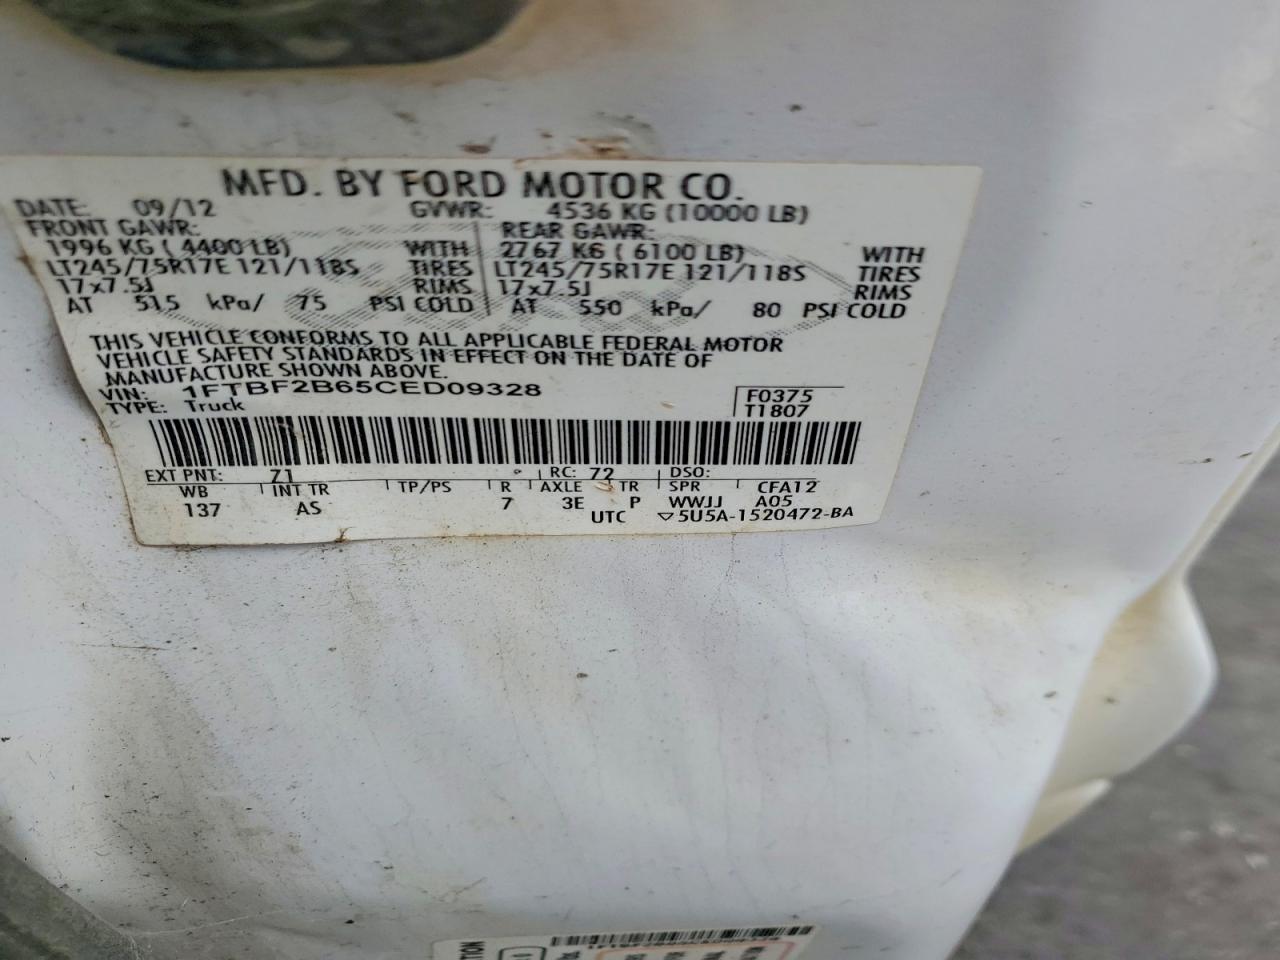 MFD. BY FORD MOTOR CO.
DATE: 09/12 GVWR: 4536 KG (10000 LB)
FRONT GAWR: REAR GAWR:
1996 KG ( 4400 LB) WITH 2767 KG ( 6100 LB) WITH
LT245/75R17E 121/118S TIRES LT245/75R17E 121/118S TIRES
17x7.5J RIMS 17x7.5J RIMS
AT 515 kPa/ 75 PSI COLD AT 550 kPa/ 80 PSI COLD
THIS VEHICLE CONFORMS TO ALL APPLICABLE FEDERAL MOTOR
VEHICLE SAFETY STANDARDS IN EFFECT ON THE DATE OF
MANUFACTURE SHOWN ABOVE.
VIN: 1FTBF2B65CED09328 F0375
TYPE: Truck T1807
EXT PNT: Z1 RC: 72 DSO:
WB INT TR TP/PS R AXLE TR SPR CFA12
137 AS 7 3E P WWJJ A05
UTC ▽5U5A-1520472-BA